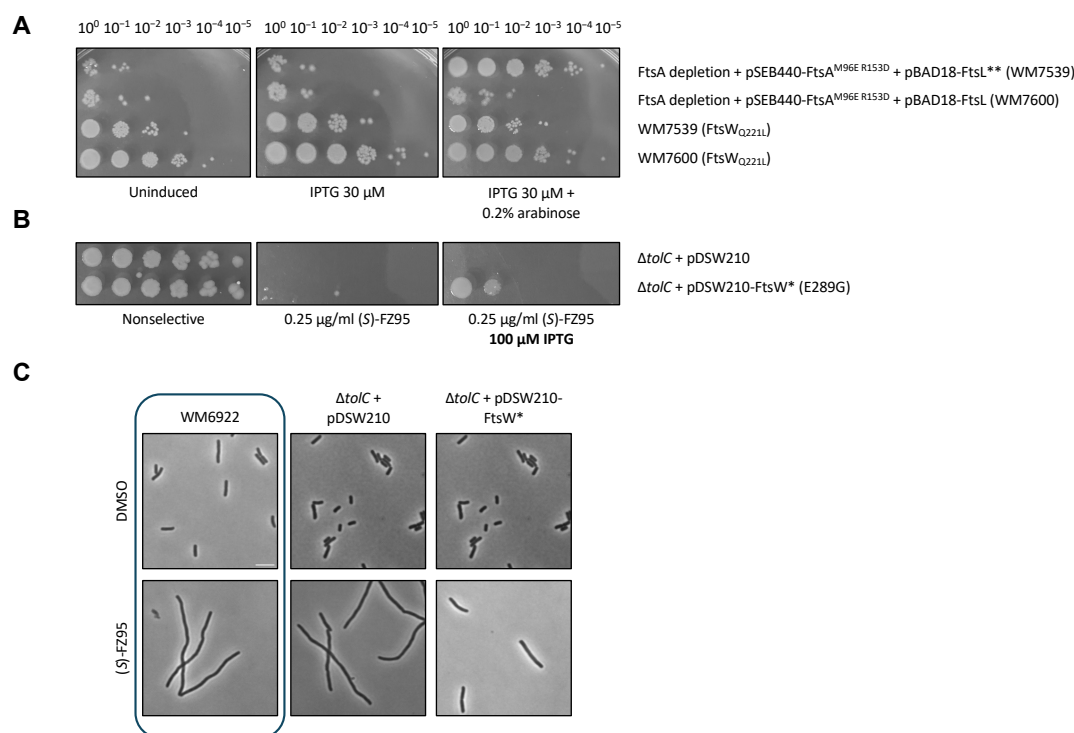 A
10⁰ 10⁻¹ 10⁻² 10⁻³ 10⁻⁴ 10⁻⁵ 10⁰ 10⁻¹ 10⁻² 10⁻³ 10⁻⁴ 10⁻⁵ 10⁰ 10⁻¹ 10⁻² 10⁻³ 10⁻⁴ 10⁻⁵
FtsA depletion + pSEB440-FtsAᴹ⁹⁶ᴱ ᴿ¹⁵³ᴰ + pBAD18-FtsL** (WM7539)
FtsA depletion + pSEB440-FtsAᴹ⁹⁶ᴱ ᴿ¹⁵³ᴰ + pBAD18-FtsL (WM7600)
WM7539 (FtsW_Q221L)
WM7600 (FtsW_Q221L)
Uninduced
IPTG 30 µM
IPTG 30 µM +
0.2% arabinose
B
ΔtolC + pDSW210
ΔtolC + pDSW210-FtsW* (E289G)
Nonselective
0.25 µg/ml (S)-FZ95
0.25 µg/ml (S)-FZ95
100 µM IPTG
C
WM6922
ΔtolC +
pDSW210
ΔtolC + pDSW210-
FtsW*
DMSO
(S)-FZ95